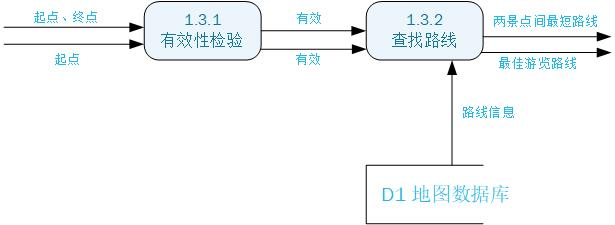 起点、终点
起点
1.3.1
有效性检验
有效
有效
1.3.2
查找路线
两景点间最短路线
最佳游览路线
路线信息
D1 地图数据库